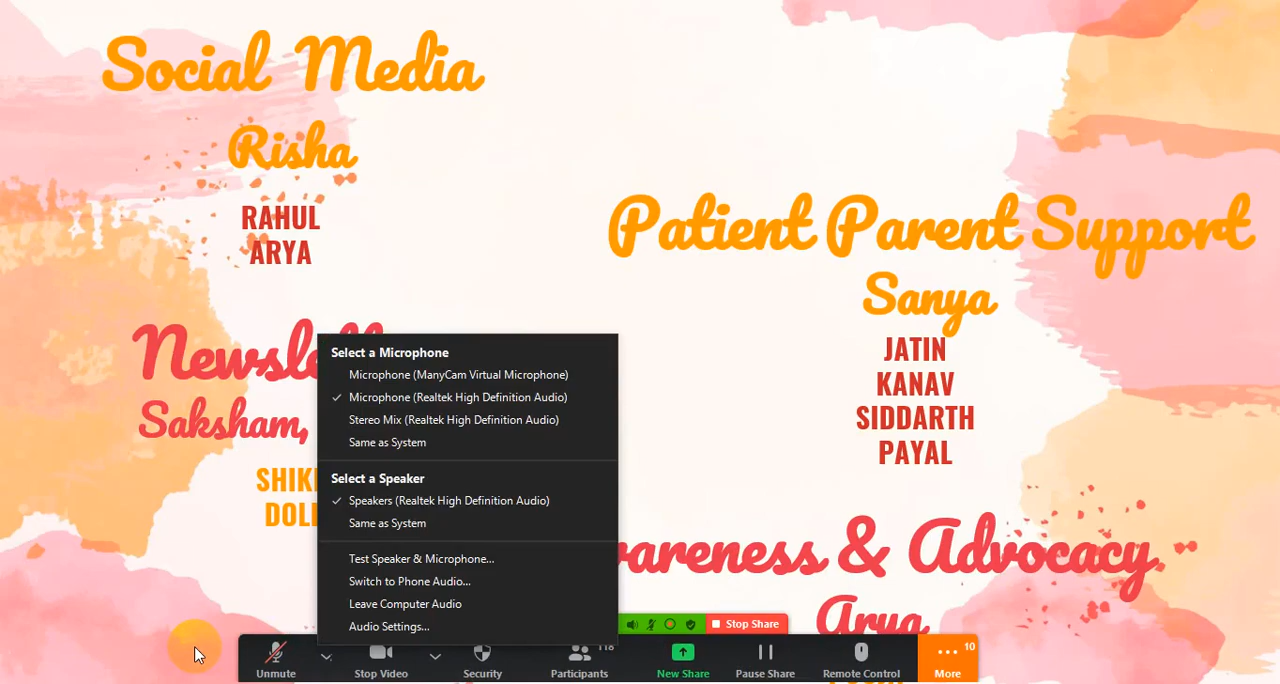 Social Media
Risha
RAHUL
ARYA
Patient Parent Support
Sanya
JATIN
KANAV
SIDDARTH
PAYAL
Saksham,
Select a Microphone
Microphone (ManyCam Virtual Microphone)
Microphone (Realtek High Definition Audio)
Stereo Mix (Realtek High Definition Audio)
Same as System
Select a Speaker
Speakers (Realtek High Definition Audio)
Same as System
Test Speaker & Microphone...
Switch to Phone Audio...
Leave Computer Audio
Audio Settings...
& Advocacy
Arya
Stop Share
118
10
Unmute
Stop Video
Security
Participants
New Share
Pause Share
Remote Control
More